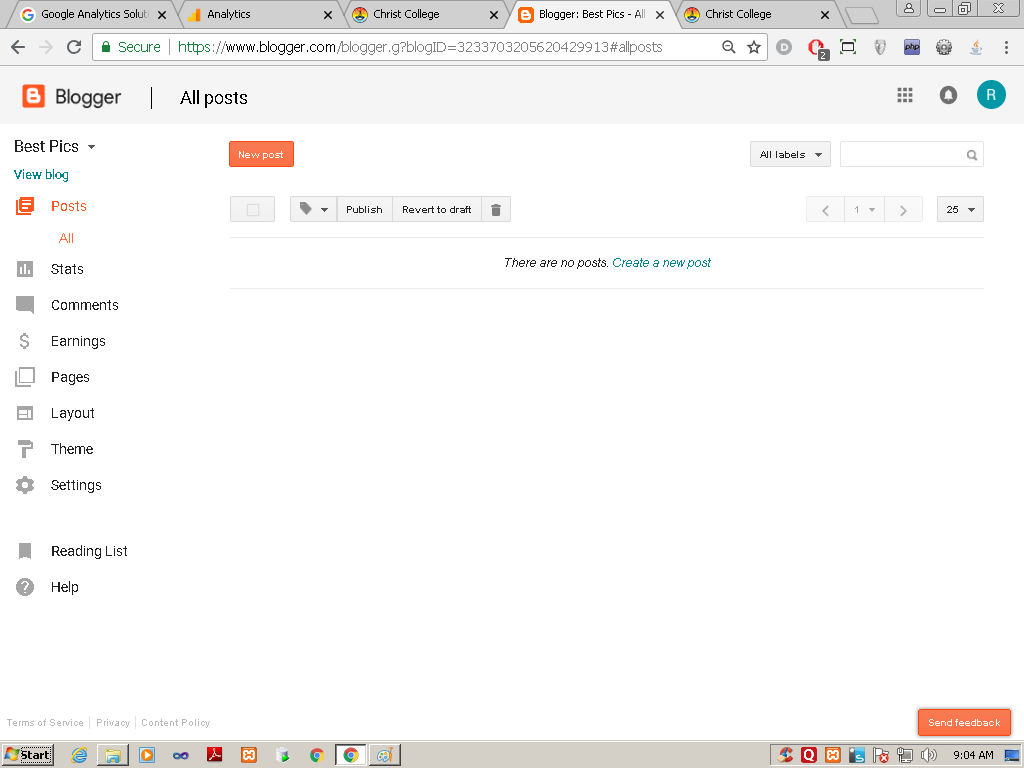 Google Analytics Soluti
Analytics
Christ College
Blogger: Best Pics - All
Christ College
Secure
https://www.blogger.com/blogger.g?blogID=3233703205620429913#allposts
2
php
Blogger
All posts
R
Best Pics
New post
All labels
View blog
Posts
Publish
Revert to draft
1
25
All
There are no posts. Create a new post
Stats
Comments
Earnings
Pages
Layout
Theme
Settings
Reading List
Help
Terms of Service
Privacy
Content Policy
Send feedback
Start
9:04 AM